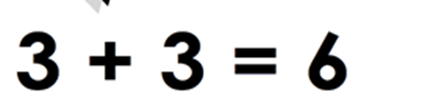 3 + 3 = 6